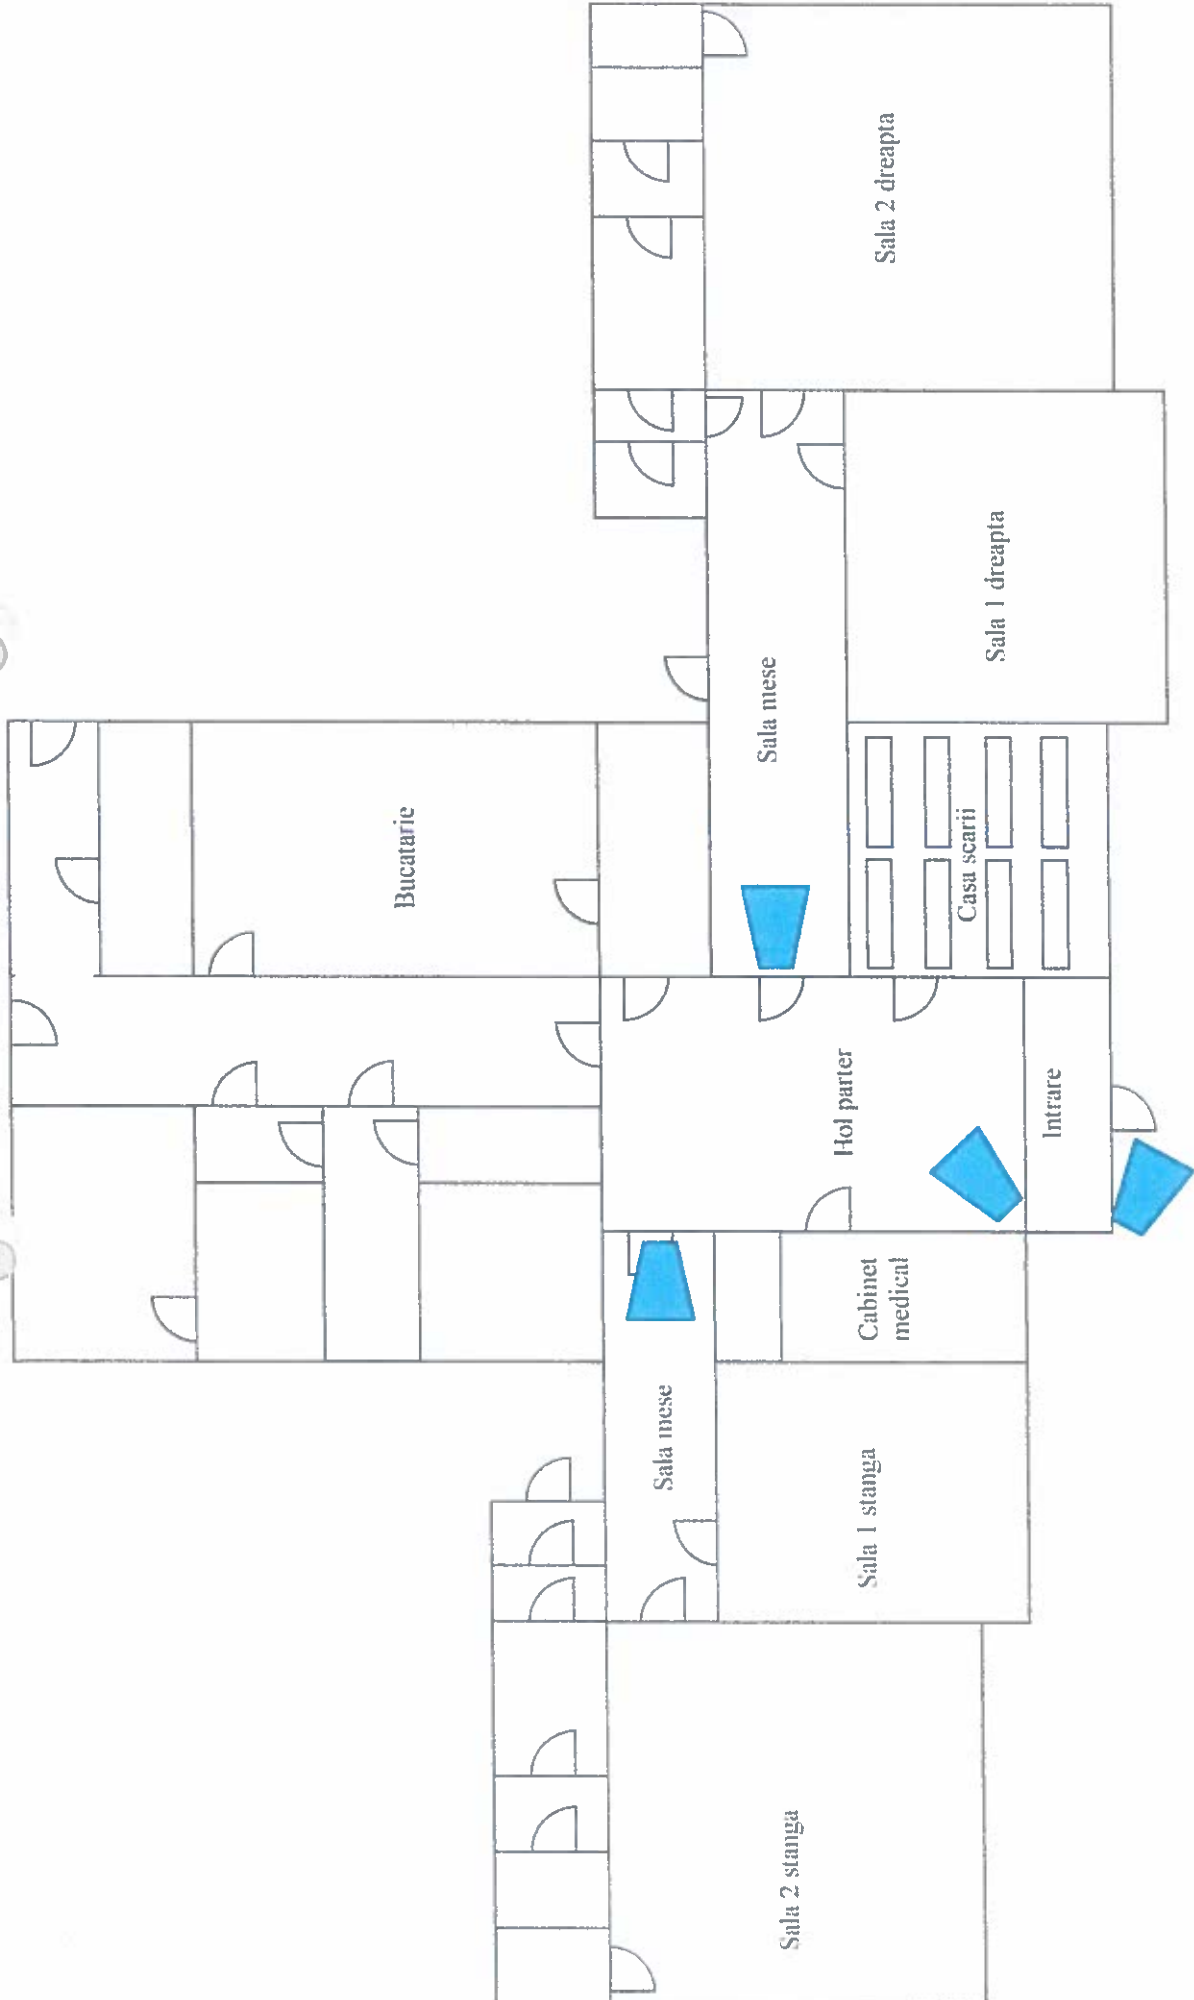 Bucatarie
Sala 2 dreapta
Sala mese
Sala 1 dreapta
Casa scarii
Hol parter
Intrare
Cabinet
medical
Sala mese
Sala 1 stanga
Sala 2 stanga